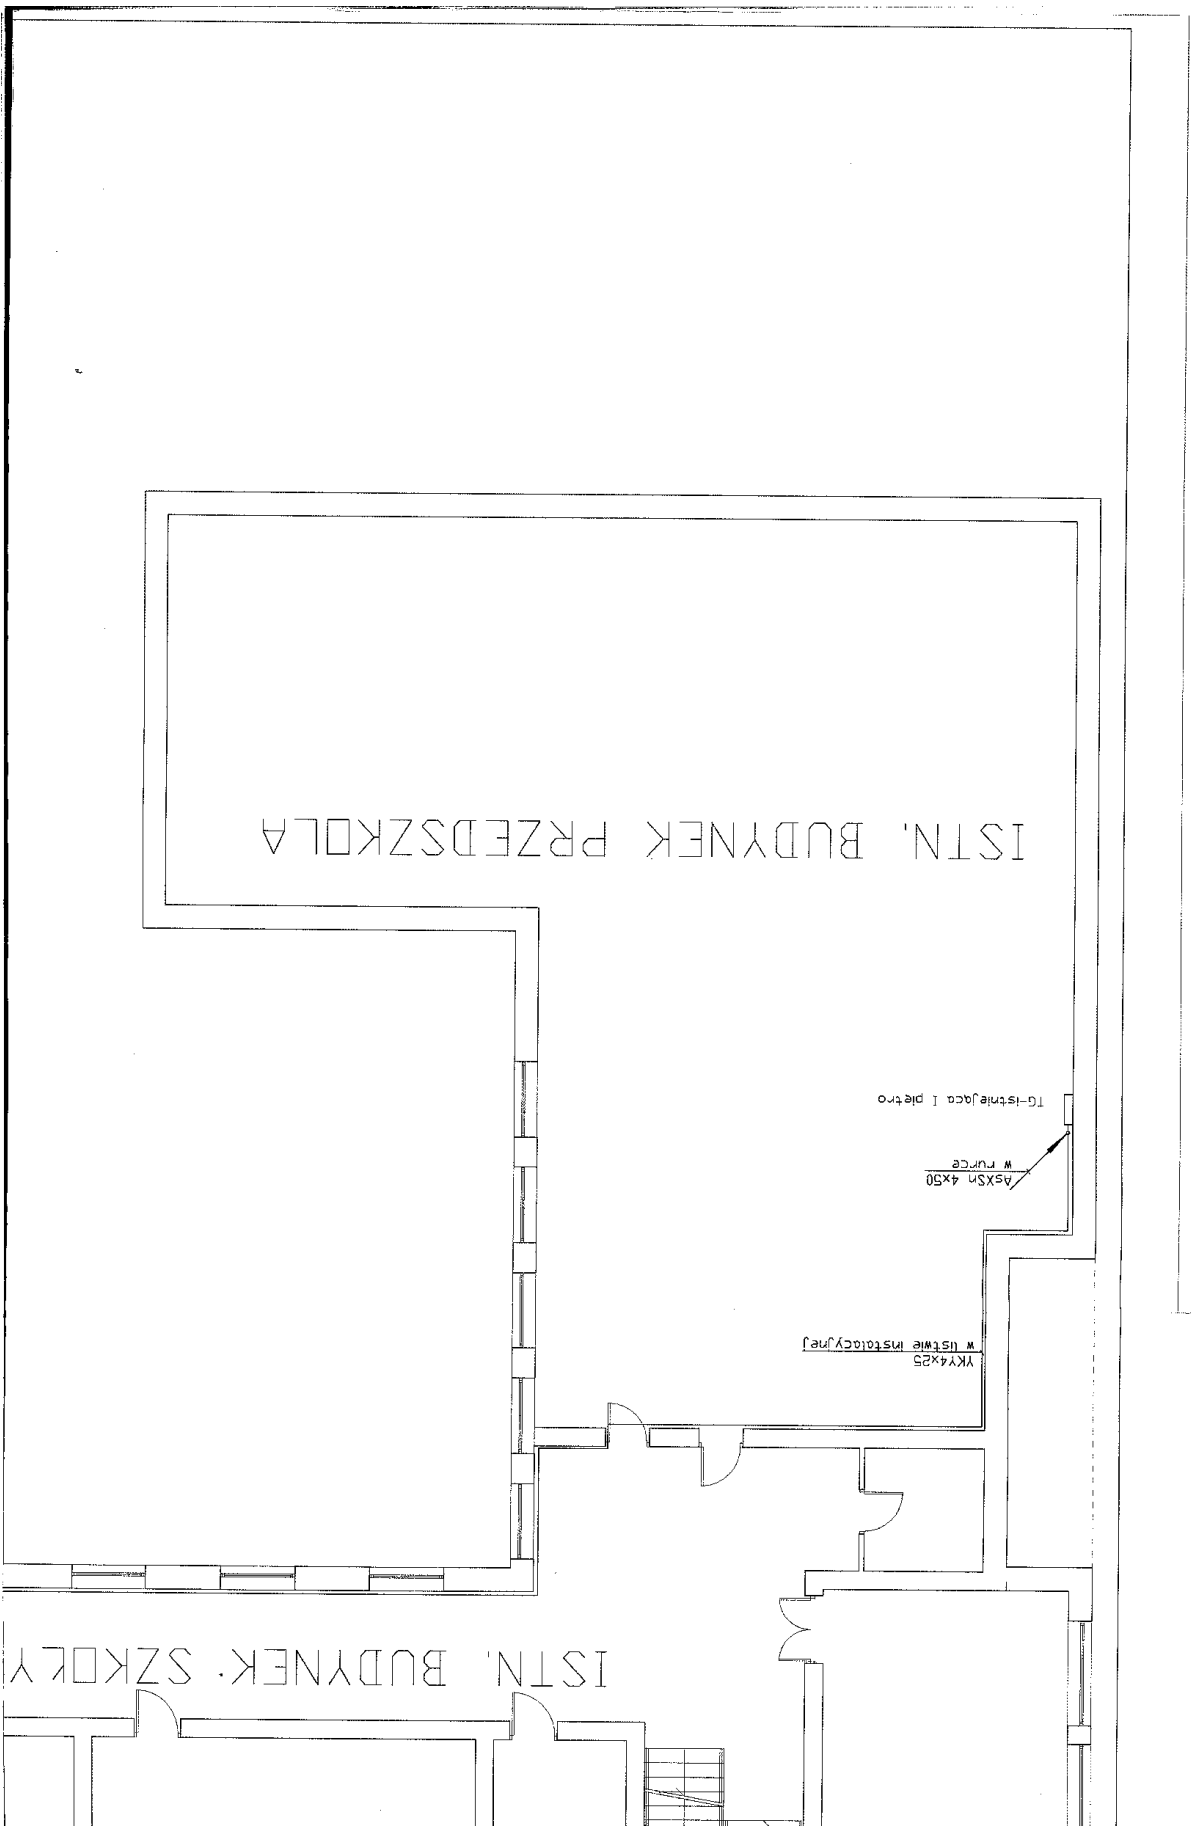 ISTN. BUDYNEK SZKOŁY
YKY4x25
w listwie instalacyjnej
AsXSn 4x50
w rurce
TG-istniejąca I piętro
ISTN. BUDYNEK PRZEDSZKOLA